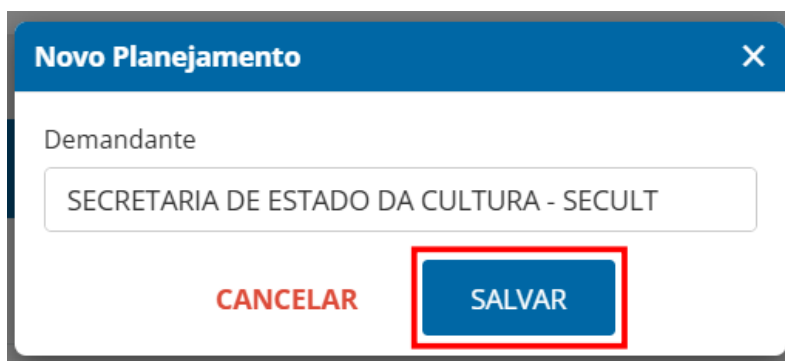 Novo Planejamento
Demandante
SECRETARIA DE ESTADO DA CULTURA - SECULT
CANCELAR SALVAR